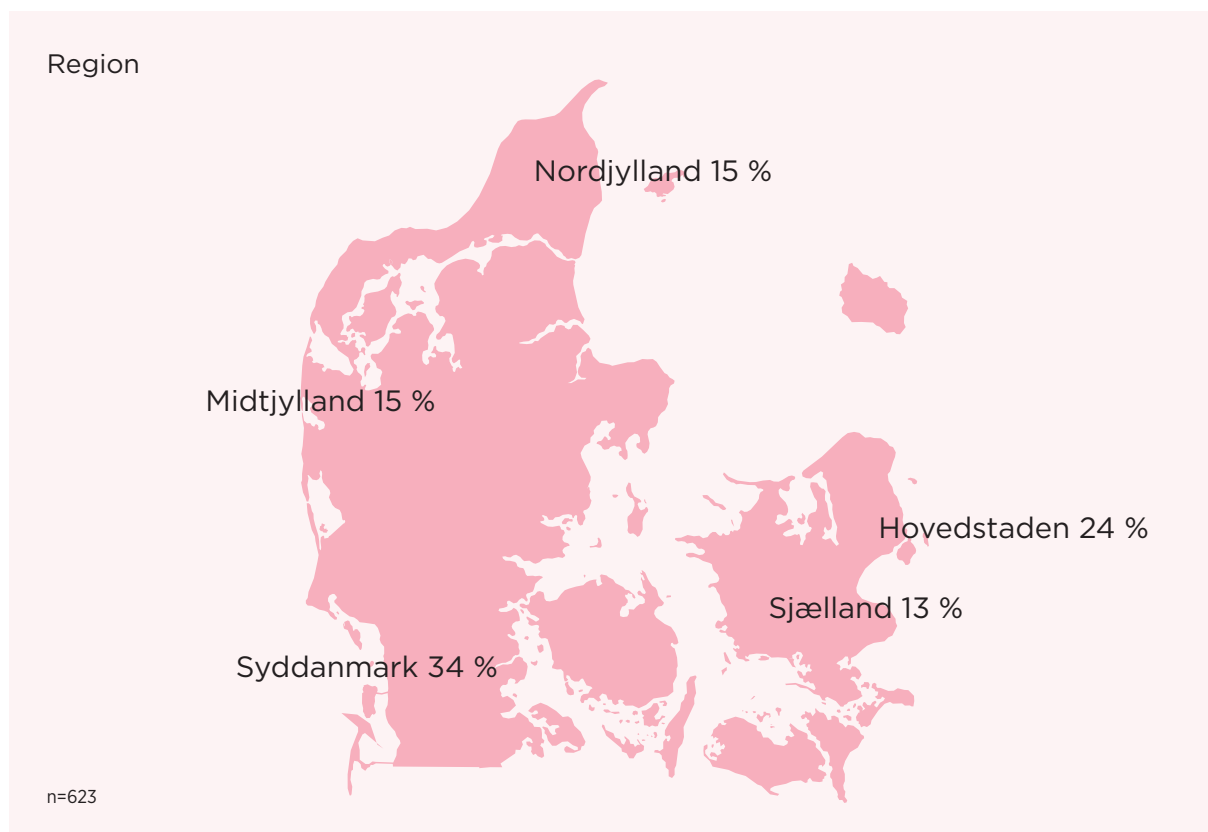 Region
Nordjylland 15 %
Midtjylland 15 %
Hovedstaden 24 %
Sjælland 13 %
Syddanmark 34 %
n=623